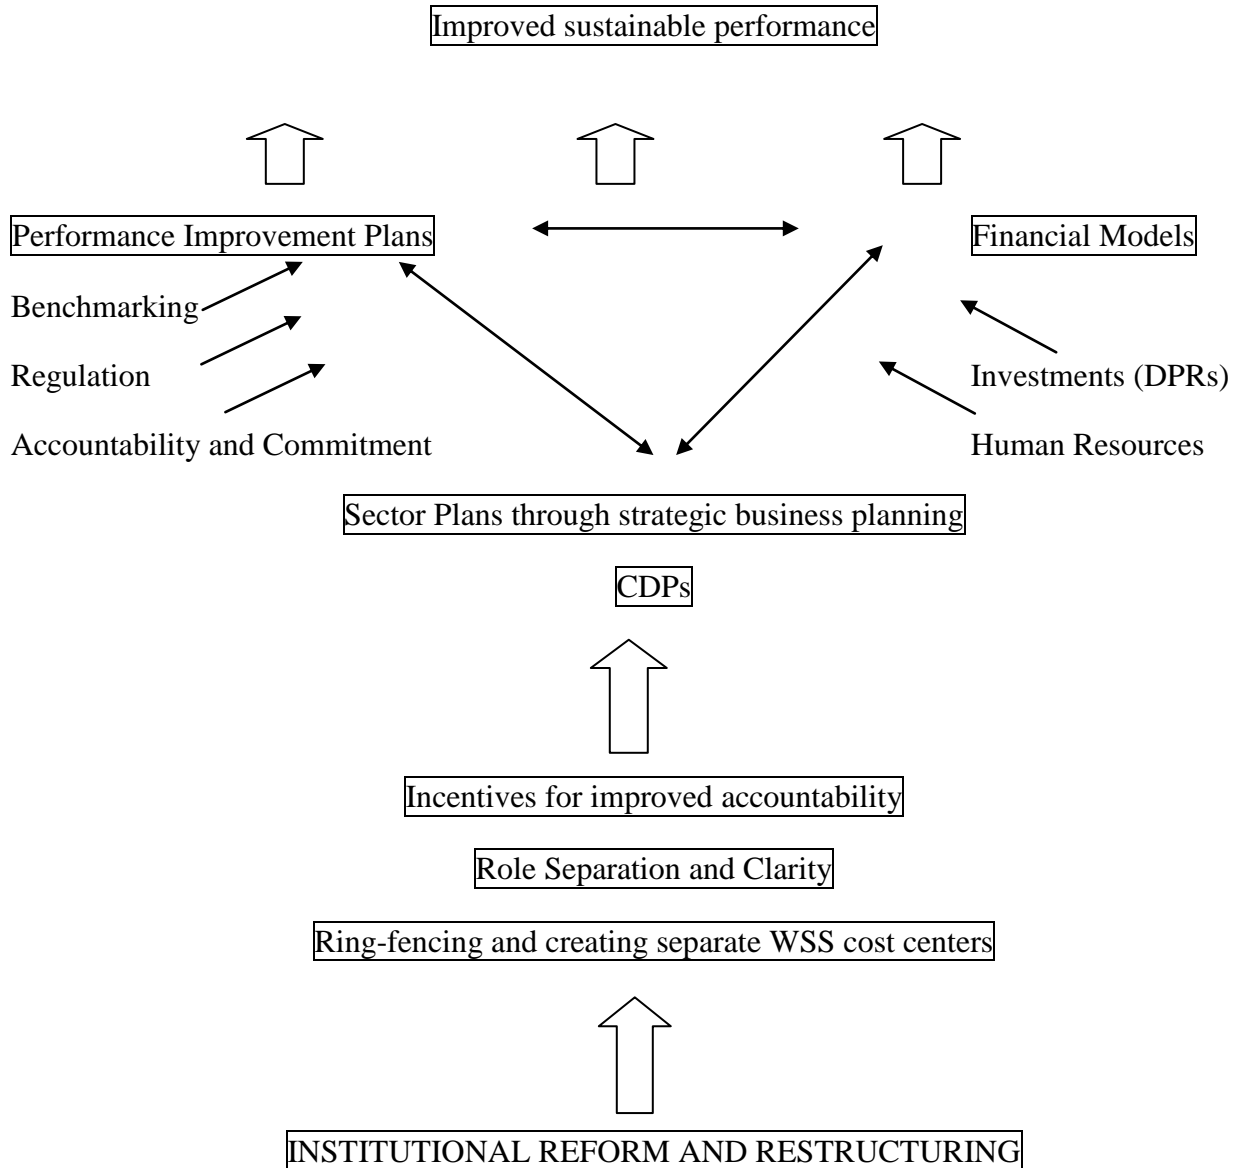 Improved sustainable performance
Performance Improvement Plans
Financial Models
Benchmarking
Regulation
Investments (DPRs)
Accountability and Commitment
Human Resources
Sector Plans through strategic business planning
CDPs
Incentives for improved accountability
Role Separation and Clarity
Ring-fencing and creating separate WSS cost centers
INSTITUTIONAL REFORM AND RESTRUCTURING